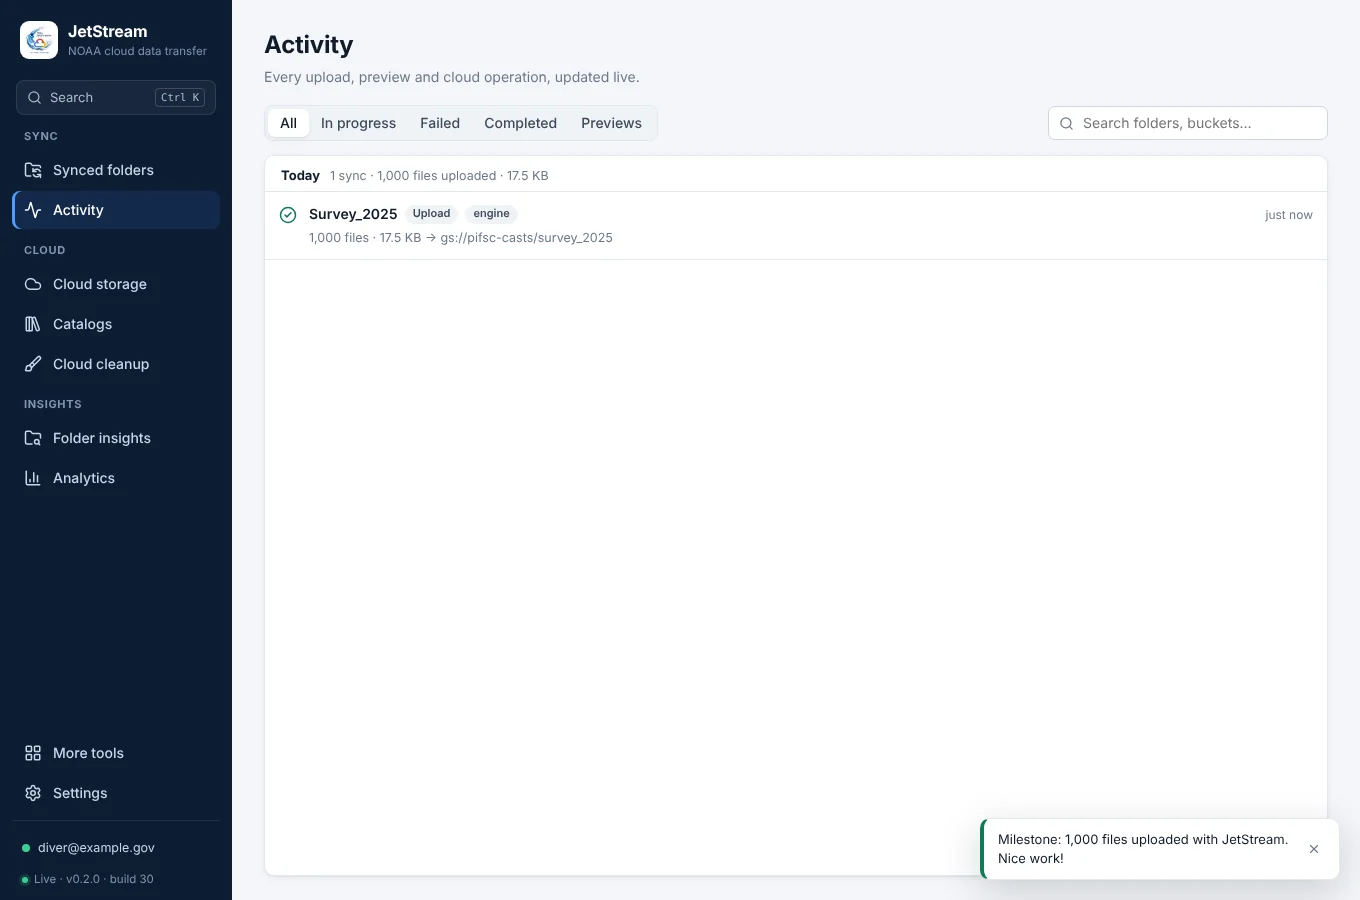 JetStream
NOAA cloud data transfer
Search Ctrl K
SYNC
Synced folders
Activity
CLOUD
Cloud storage
Catalogs
Cloud cleanup
INSIGHTS
Folder insights
Analytics
More tools
Settings
diver@example.gov
Live · v0.2.0 · build 30
Activity
Every upload, preview and cloud operation, updated live.
All In progress Failed Completed Previews
Search folders, buckets...
Today 1 sync · 1,000 files uploaded · 17.5 KB
Survey_2025 Upload engine just now
1,000 files · 17.5 KB → gs://pifsc-casts/survey_2025
Milestone: 1,000 files uploaded with JetStream.
Nice work!